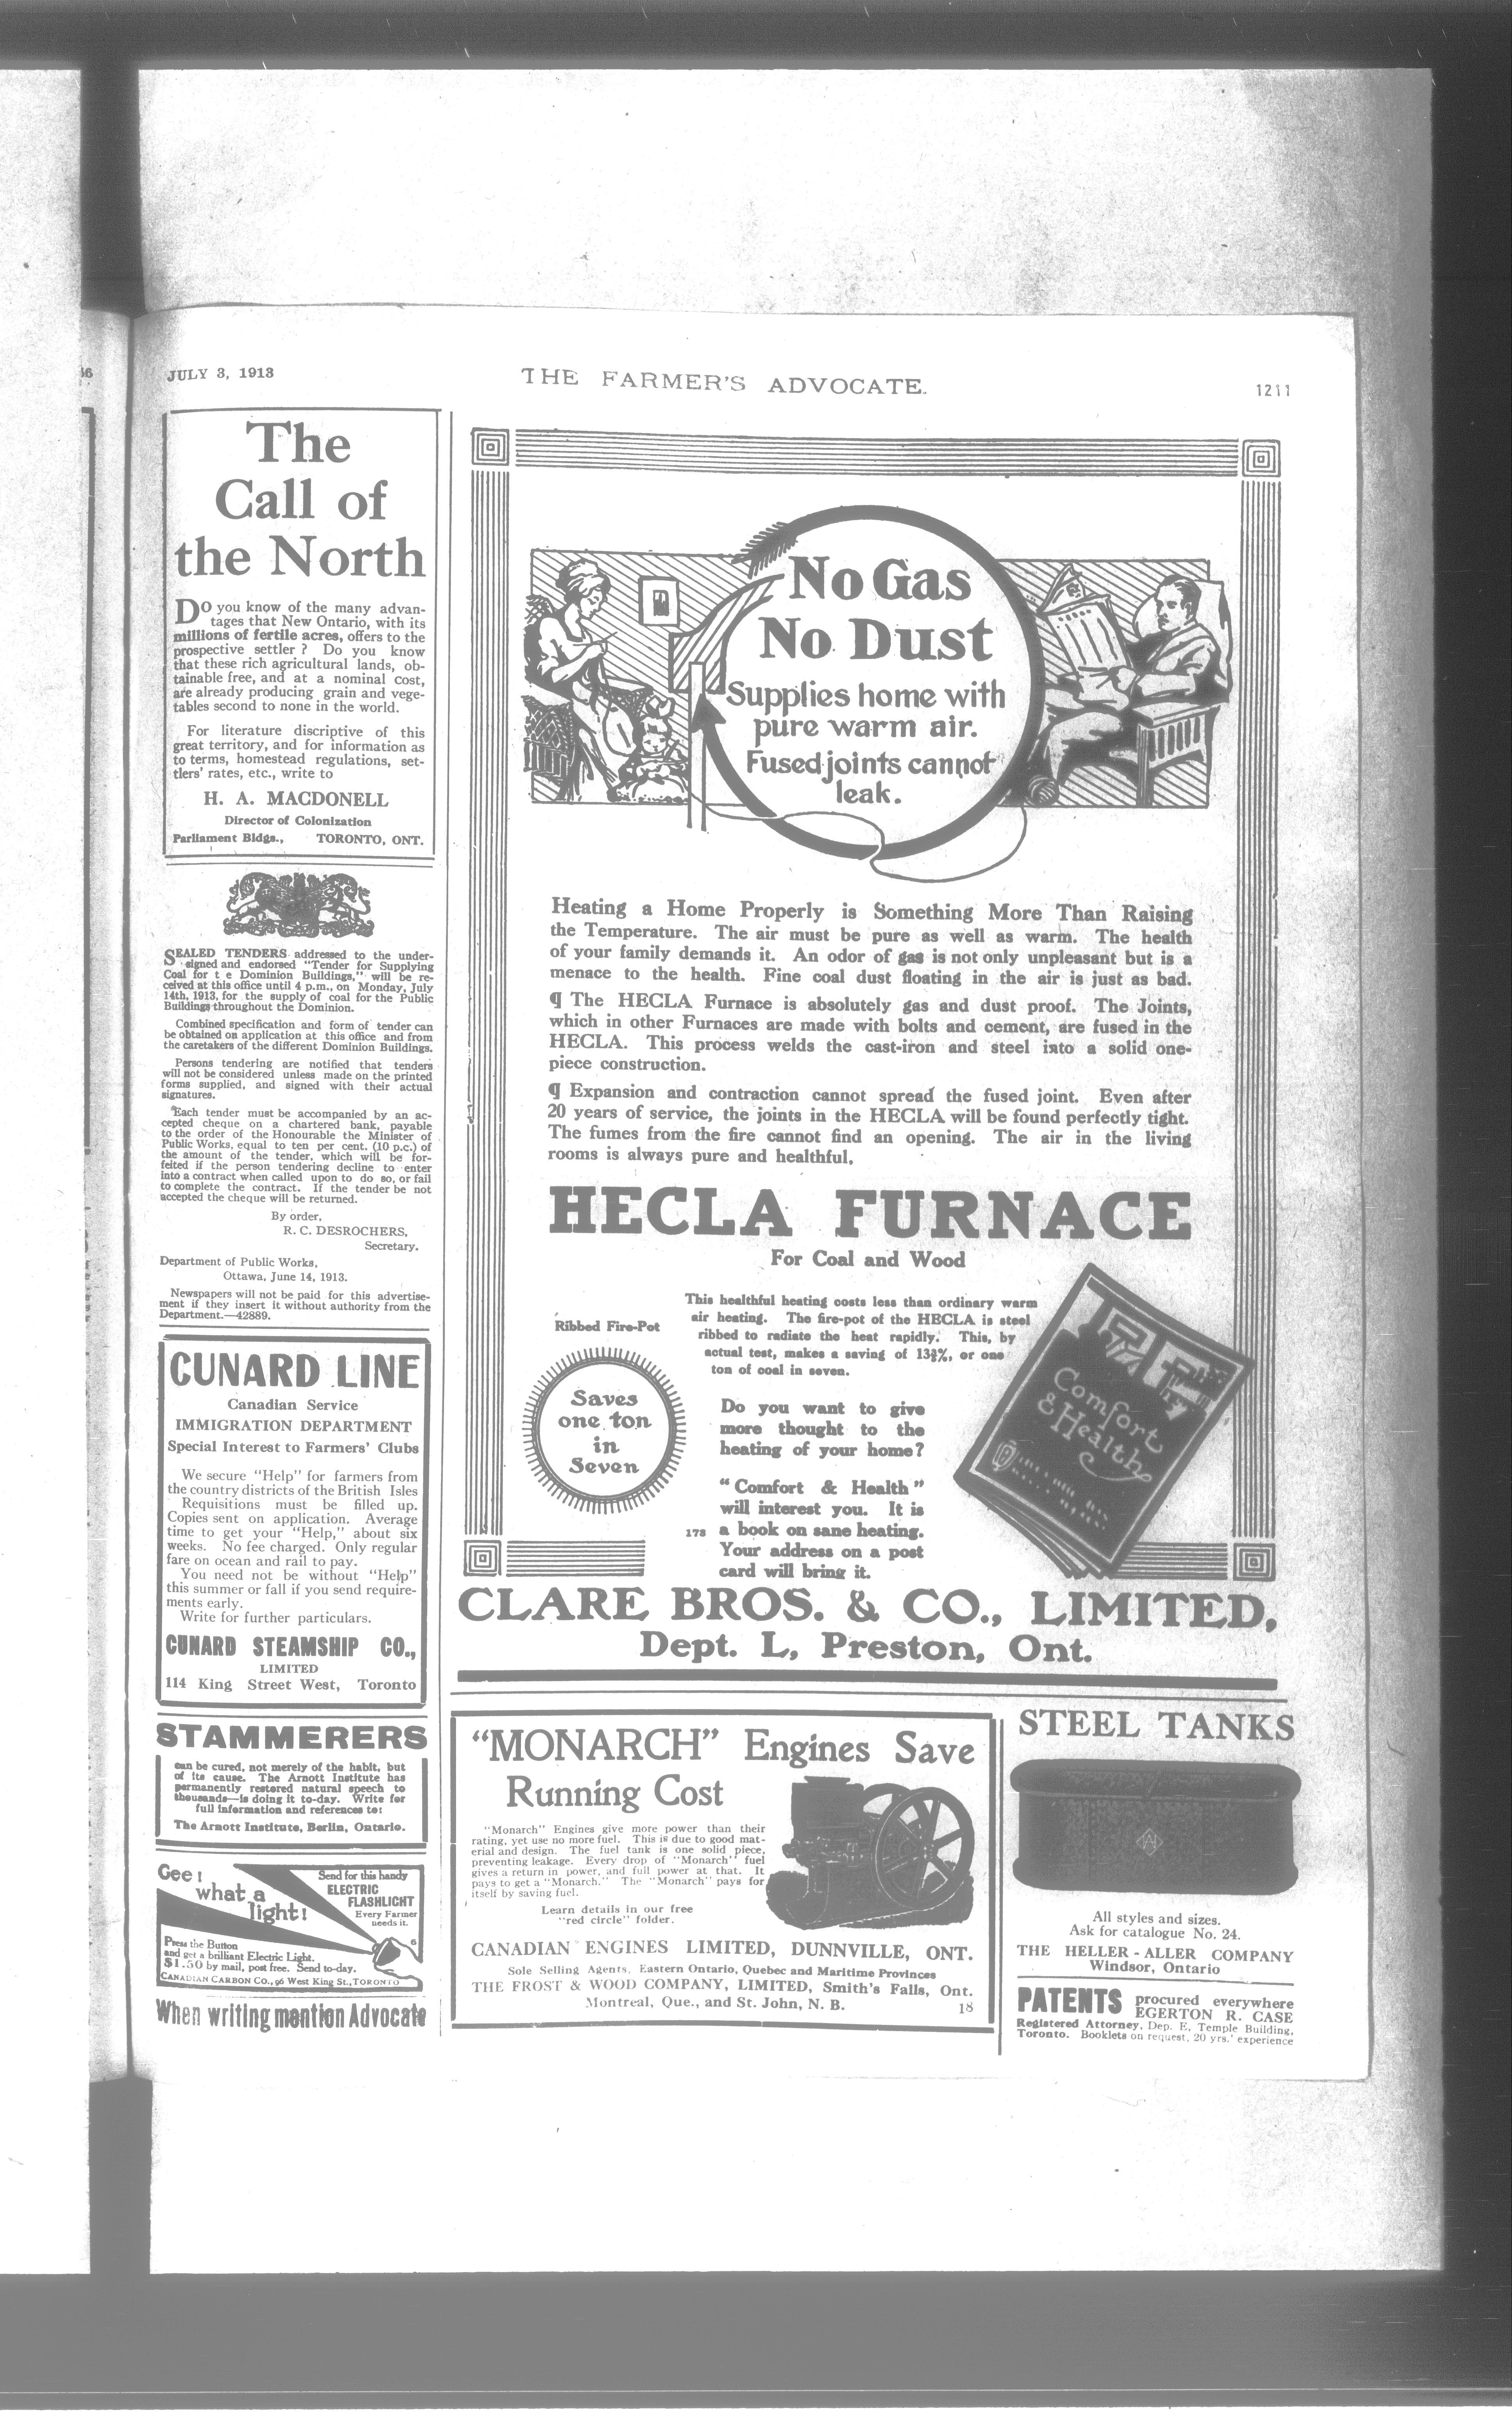 JULY 3, 1913
THE FARMER'S ADVOCATE.
1211
The
Call of
the North
Do you know of the many advan-
tages that New Ontario, with its
millions of fertile acres, offers to the
prospective settler? Do you know
that these rich agricultural lands, ob-
tainable free, and at a nominal cost,
are already producing grain and vege-
tables second to none in the world.
For literature discriptive of this
great territory, and for information as
to terms, homestead regulations, set-
tlers' rates, etc., write to
H. A. MACDONELL
Director of Colonization
Parliament Bldgs., TORONTO, ONT.
SEALED TENDERS addressed to the under-
signed and endorsed "Tender for Supplying
Coal for t e Dominion Buildings," will be re-
ceived at this office until 4 p.m., on Monday, July
14th, 1913, for the supply of coal for the Public
Buildings throughout the Dominion.
Combined specification and form of tender can
be obtained on application at this office and from
the caretakers of the different Dominion Buildings.
Persons tendering are notified that tenders
will not be considered unless made on the printed
forms supplied, and signed with their actual
signatures.
Each tender must be accompanied by an ac-
cepted cheque on a chartered bank, payable
to the order of the Honourable the Minister of
Public Works, equal to ten per cent. (10 p.c.) of
the amount of the tender, which will be for-
feited if the person tendering decline to enter
into a contract when called upon to do so, or fail
to complete the contract. If the tender be not
accepted the cheque will be returned.
By order,
R. C. DESROCHERS,
Secretary.
Department of Public Works,
Ottawa, June 14, 1913.
Newspapers will not be paid for this advertise-
ment if they insert it without authority from the
Department.—42889.
CUNARD LINE
Canadian Service
IMMIGRATION DEPARTMENT
Special Interest to Farmers' Clubs
We secure "Help" for farmers from
the country districts of the British Isles
Requisitions must be filled up.
Copies sent on application. Average
time to get your "Help," about six
weeks. No fee charged. Only regular
fare on ocean and rail to pay.
You need not be without "Help"
this summer or fall if you send require-
ments early.
Write for further particulars.
CUNARD STEAMSHIP CO.,
LIMITED
114 King Street West, Toronto
STAMMERERS
can be cured, not merely of the habit, but
of its cause. The Arnott Institute has
permanently restored natural speech to
thousands—is doing it to-day. Write for
full information and references to:
The Arnott Institute, Berlin, Ontario.
Gee!
what a
light!
Send for this handy
ELECTRIC
FLASHLIGHT
Every Farmer
needs it.
6
Press the Button
and get a brilliant Electric Light.
$1.50 by mail, post free. Send to-day.
CANADIAN CARBON CO., 96 West King St., TORONTO
When writing mention Advocate
No Gas
No Dust
Supplies home with
pure warm air.
Fused joints cannot
leak.
Heating a Home Properly is Something More Than Raising
the Temperature. The air must be pure as well as warm. The health
of your family demands it. An odor of gas is not only unpleasant but is a
menace to the health. Fine coal dust floating in the air is just as bad.
¶ The HECLA Furnace is absolutely gas and dust proof. The Joints,
which in other Furnaces are made with bolts and cement, are fused in the
HECLA. This process welds the cast-iron and steel into a solid one-
piece construction.
¶ Expansion and contraction cannot spread the fused joint. Even after
20 years of service, the joints in the HECLA will be found perfectly tight.
The fumes from the fire cannot find an opening. The air in the living
rooms is always pure and healthful.
HECLA FURNACE
For Coal and Wood
Ribbed Fire-Pot
Saves
one ton
in
Seven
This healthful heating costs less than ordinary warm
air heating. The fire-pot of the HECLA is steel
ribbed to radiate the heat rapidly. This, by
actual test, makes a saving of 13¾%, or one
ton of coal in seven.
Do you want to give
more thought to the
heating of your home?
"Comfort & Health"
will interest you. It is
173 a book on sane heating.
Your address on a post
card will bring it.
Comfort
& Health
CLARE BROS. & CO., LIMITED,
Dept. L, Preston, Ont.
"MONARCH" Engines Save
Running Cost
"Monarch" Engines give more power than their
rating, yet use no more fuel. This is due to good mat-
erial and design. The fuel tank is one solid piece,
preventing leakage. Every drop of "Monarch" fuel
gives a return in power, and full power at that. It
pays to get a "Monarch." The "Monarch" pays for
itself by saving fuel.
Learn details in our free
"red circle" folder.
CANADIAN ENGINES LIMITED, DUNNVILLE, ONT.
Sole Selling Agents, Eastern Ontario, Quebec and Maritime Provinces
THE FROST & WOOD COMPANY, LIMITED, Smith's Falls, Ont.
Montreal, Que., and St. John, N. B. 18
STEEL TANKS
All styles and sizes.
Ask for catalogue No. 24.
THE HELLER-ALLER COMPANY
Windsor, Ontario
PATENTS procured everywhere
EGERTON R. CASE
Registered Attorney, Dep. E, Temple Building,
Toronto. Booklets on request. 20 yrs.' experience